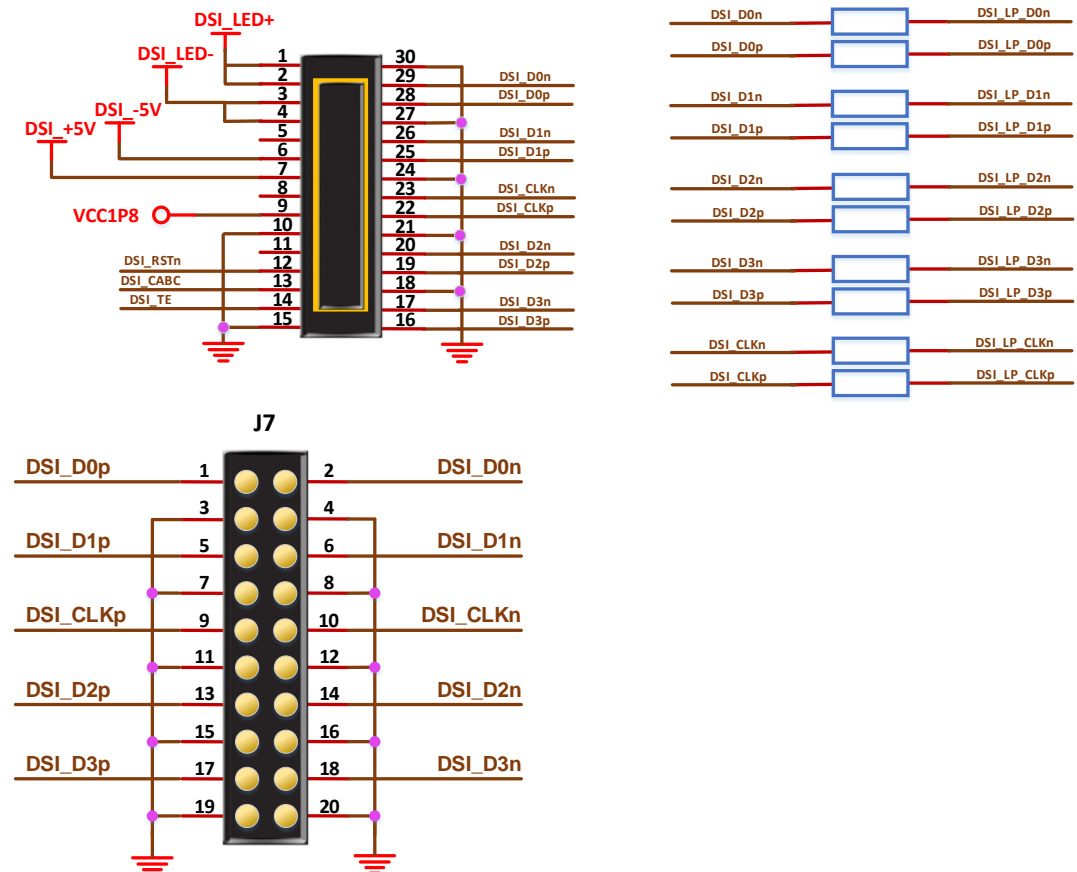 DSI_LED+
DSI_LED-
DSI_-5V
DSI_+5V
VCC1P8
DSI_RSTn
DSI_CABC
DSI_TE
1
2
3
4
5
6
7
8
9
10
11
12
13
14
15
30
29
28
27
26
25
24
23
22
21
20
19
18
17
16
DSI_D0n
DSI_D0p
DSI_D1n
DSI_D1p
DSI_CLKn
DSI_CLKp
DSI_D2n
DSI_D2p
DSI_D3n
DSI_D3p
DSI_D0n DSI_LP_D0n
DSI_D0p DSI_LP_D0p
DSI_D1n DSI_LP_D1n
DSI_D1p DSI_LP_D1p
DSI_D2n DSI_LP_D2n
DSI_D2p DSI_LP_D2p
DSI_D3n DSI_LP_D3n
DSI_D3p DSI_LP_D3p
DSI_CLKn DSI_LP_CLKn
DSI_CLKp DSI_LP_CLKp
J7
DSI_D0p 1 2 DSI_D0n
3 4
DSI_D1p 5 6 DSI_D1n
7 8
DSI_CLKp 9 10 DSI_CLKn
11 12
DSI_D2p 13 14 DSI_D2n
15 16
DSI_D3p 17 18 DSI_D3n
19 20